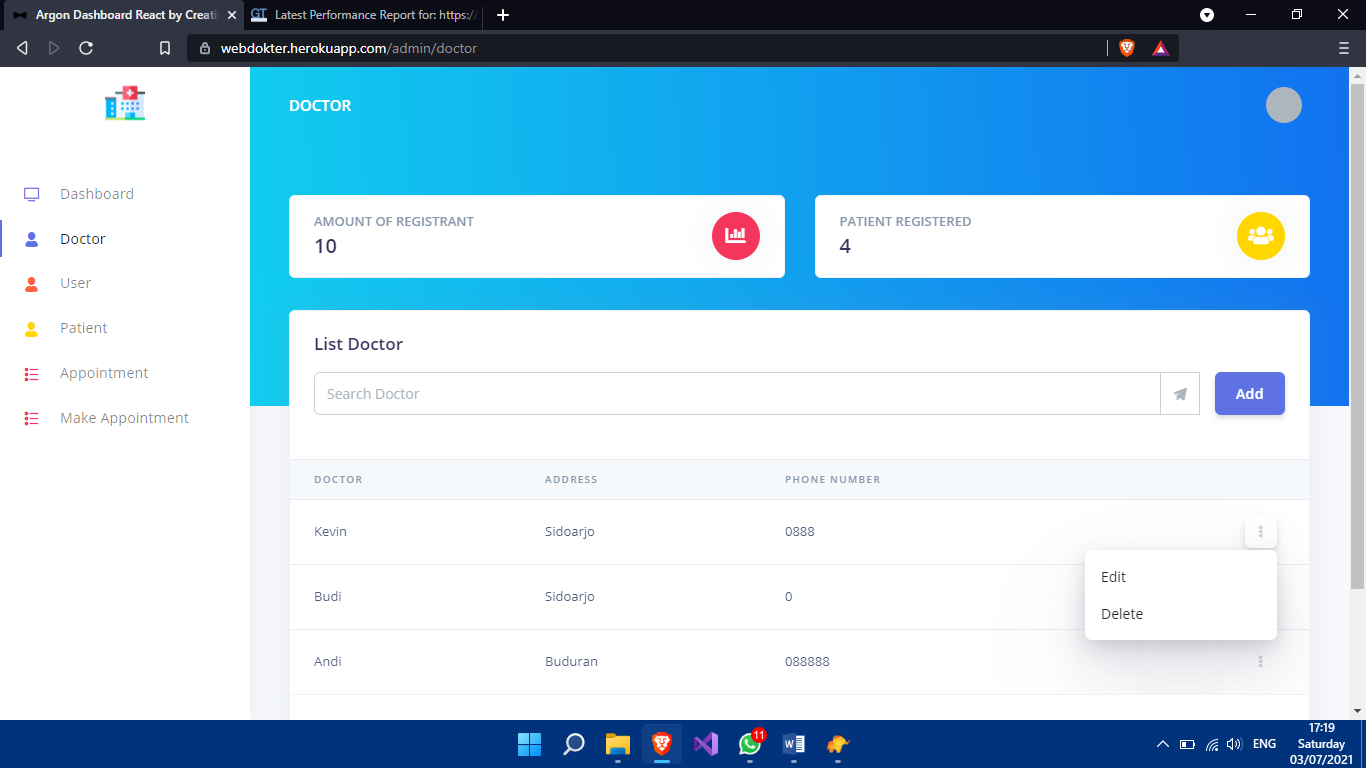 Argon Dashboard React by Creati
GT Latest Performance Report for: https:/
webdokter.herokuapp.com/admin/doctor
DOCTOR
Dashboard
Doctor
User
Patient
Appointment
Make Appointment
AMOUNT OF REGISTRANT
10
PATIENT REGISTERED
4
List Doctor
Search Doctor
Add
DOCTOR ADDRESS PHONE NUMBER
Kevin Sidoarjo 0888
Edit
Budi Sidoarjo 0
Delete
Andi Buduran 088888
11
W
ENG
17:19
Saturday
03/07/2021